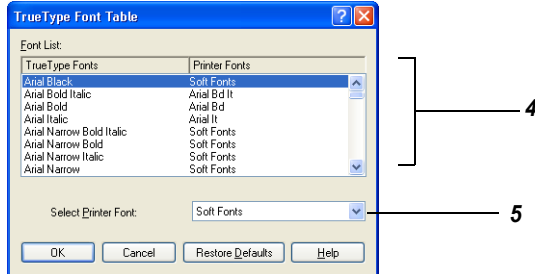 TrueType Font Table
Font List:
TrueType Fonts Printer Fonts
Arial Black Soft Fonts
Arial Bold Italic Arial Bd It
Arial Bold Arial Bd
Arial Italic Arial It
Arial Narrow Bold Italic Soft Fonts
Arial Narrow Bold Soft Fonts
Arial Narrow Italic Soft Fonts
Arial Narrow Soft Fonts
4
Select Printer Font: Soft Fonts
5
OK Cancel Restore Defaults Help